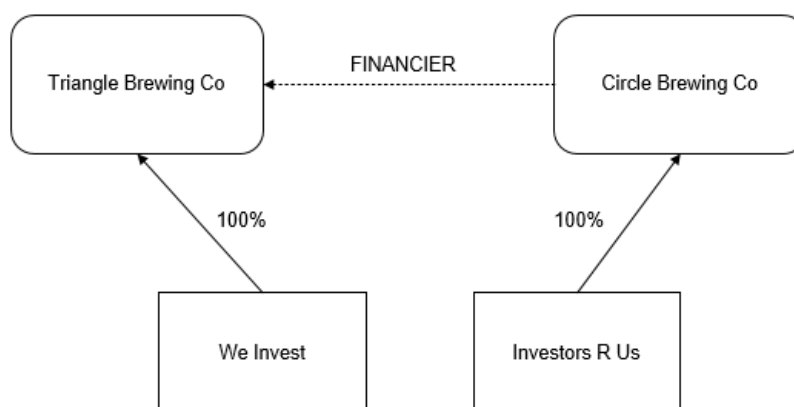 FINANCIER
Triangle Brewing Co
Circle Brewing Co
100%
100%
We Invest
Investors R Us